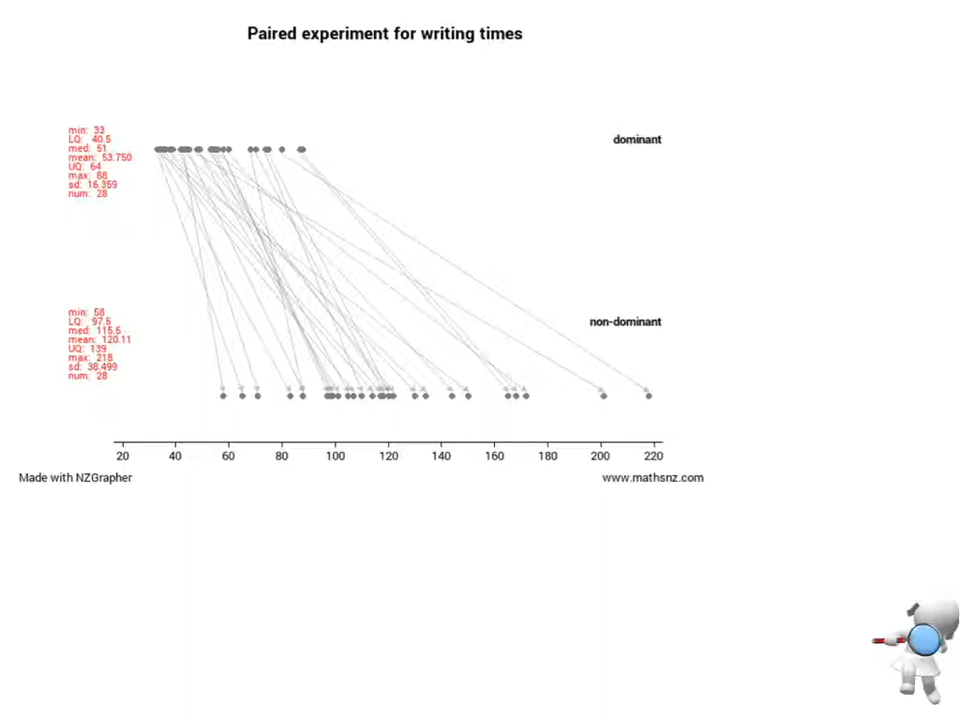 Paired experiment for writing times
min: 33
LQ: 40.5
med: 51
mean: 53.750
UQ: 64
max: 88
sd: 16.359
num: 28
dominant
min: 58
LQ: 97.5
med: 115.5
mean: 120.11
UQ: 139
max: 218
sd: 38.499
num: 28
non-dominant
20 40 60 80 100 120 140 160 180 200 220
Made with NZGrapher
www.mathsnz.com